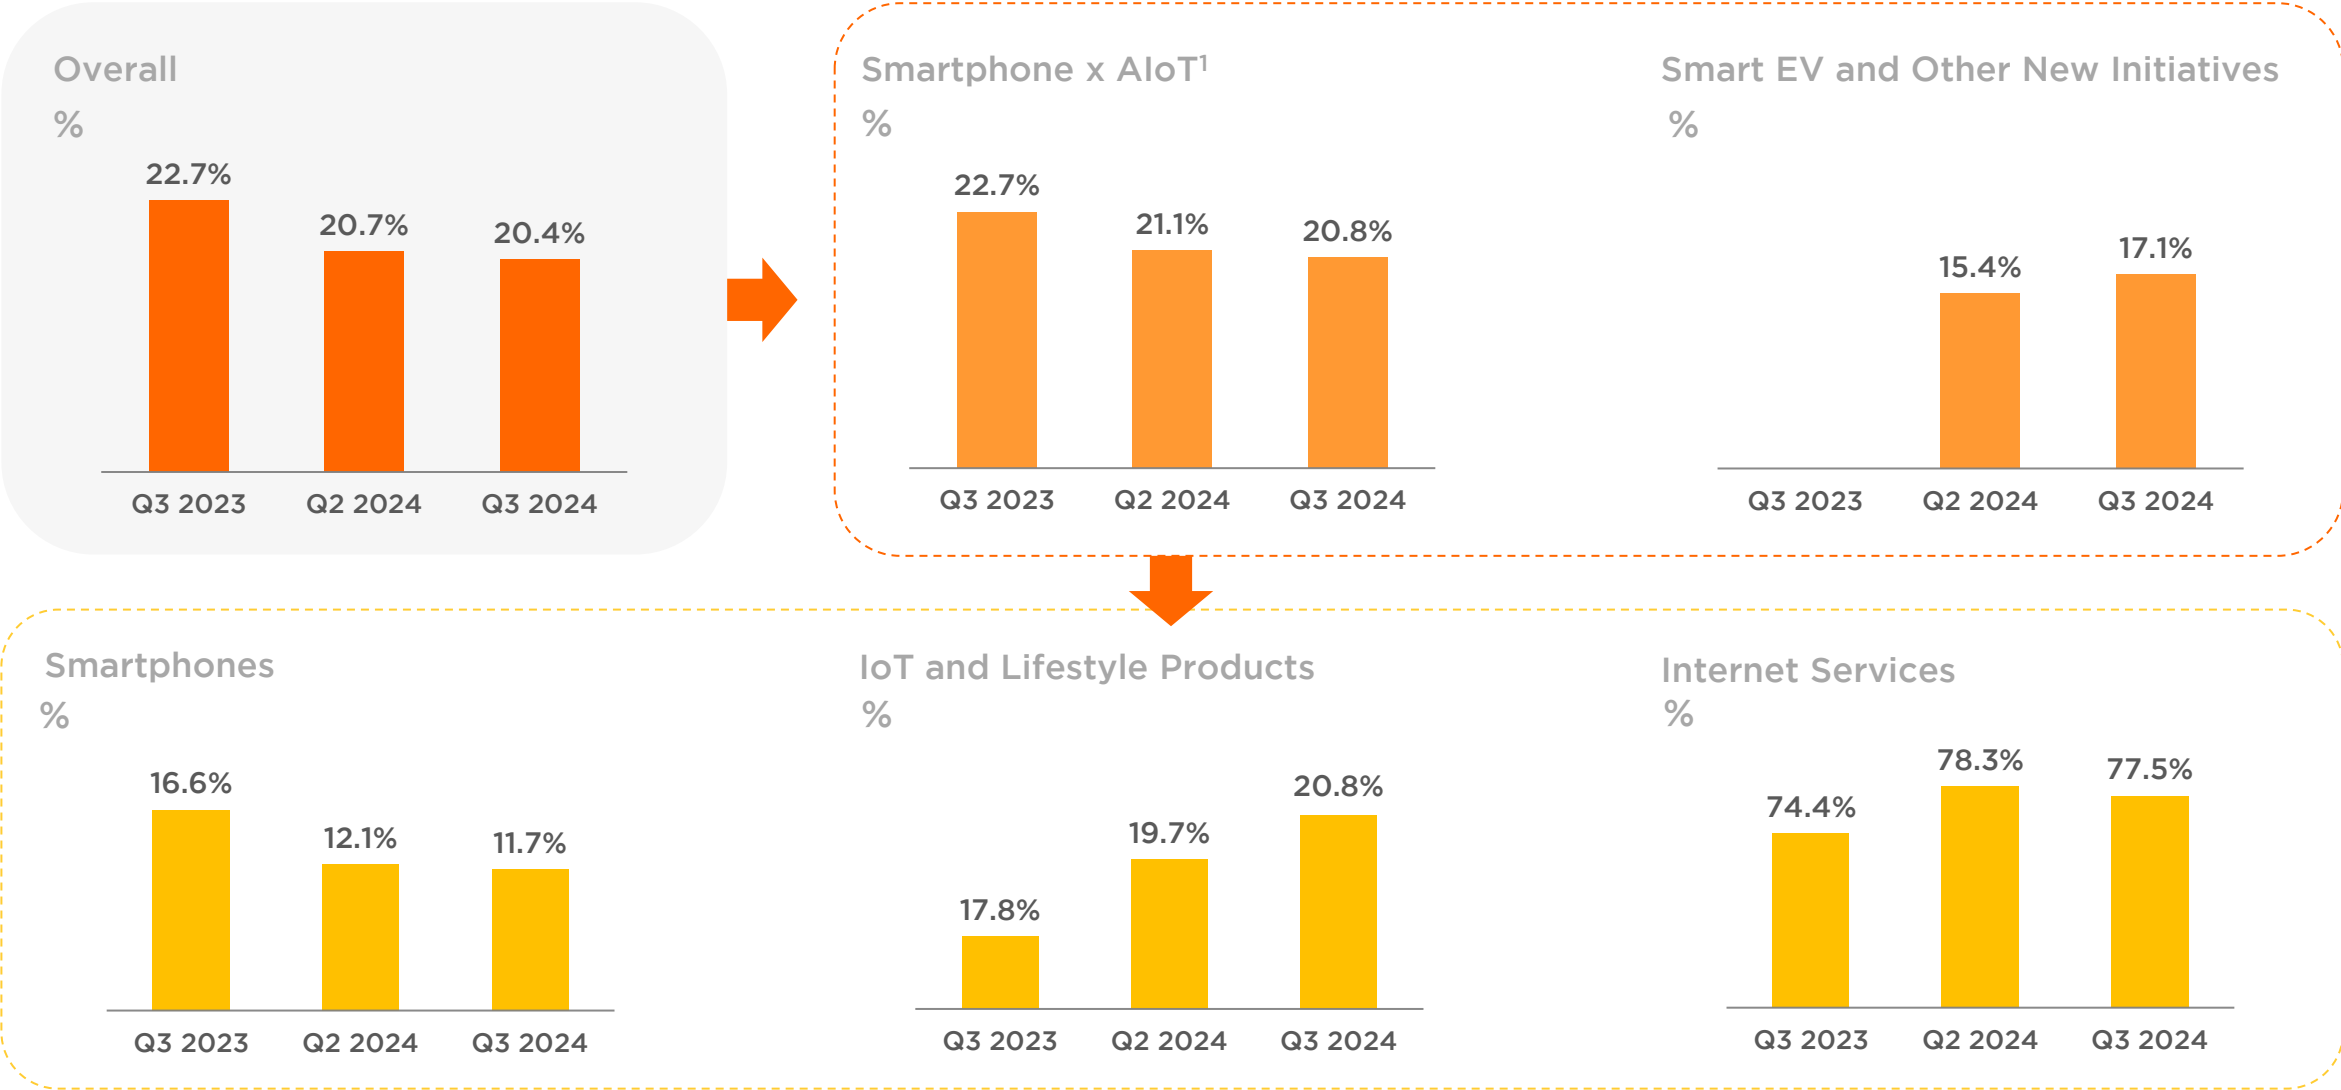 Overall
%
22.7%
20.7%
20.4%
Q3 2023
Q2 2024
Q3 2024
Smartphone x AIoT¹
%
22.7%
21.1%
20.8%
Q3 2023
Q2 2024
Q3 2024
Smart EV and Other New Initiatives
%
15.4%
17.1%
Q3 2023
Q2 2024
Q3 2024
Smartphones
%
16.6%
12.1%
11.7%
Q3 2023
Q2 2024
Q3 2024
IoT and Lifestyle Products
%
17.8%
19.7%
20.8%
Q3 2023
Q2 2024
Q3 2024
Internet Services
%
74.4%
78.3%
77.5%
Q3 2023
Q2 2024
Q3 2024